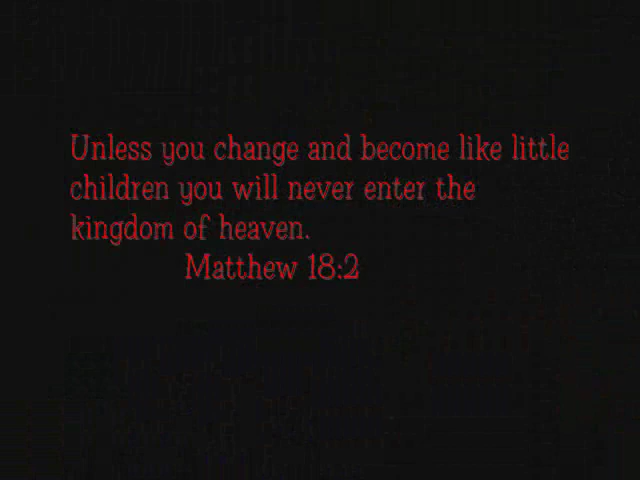 Unless you change and become like little
children you will never enter the
kingdom of heaven.
Matthew 18:2